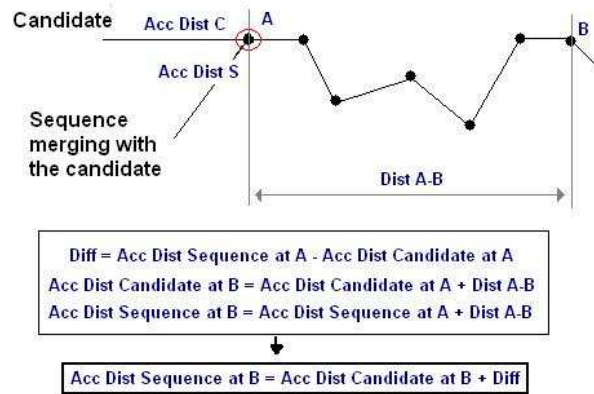 Candidate
Acc Dist C
A
B
Acc Dist S
Sequence
merging with
the candidate
Dist A-B
Diff = Acc Dist Sequence at A - Acc Dist Candidate at A
Acc Dist Candidate at B = Acc Dist Candidate at A + Dist A-B
Acc Dist Sequence at B = Acc Dist Sequence at A + Dist A-B
Acc Dist Sequence at B = Acc Dist Candidate at B + Diff